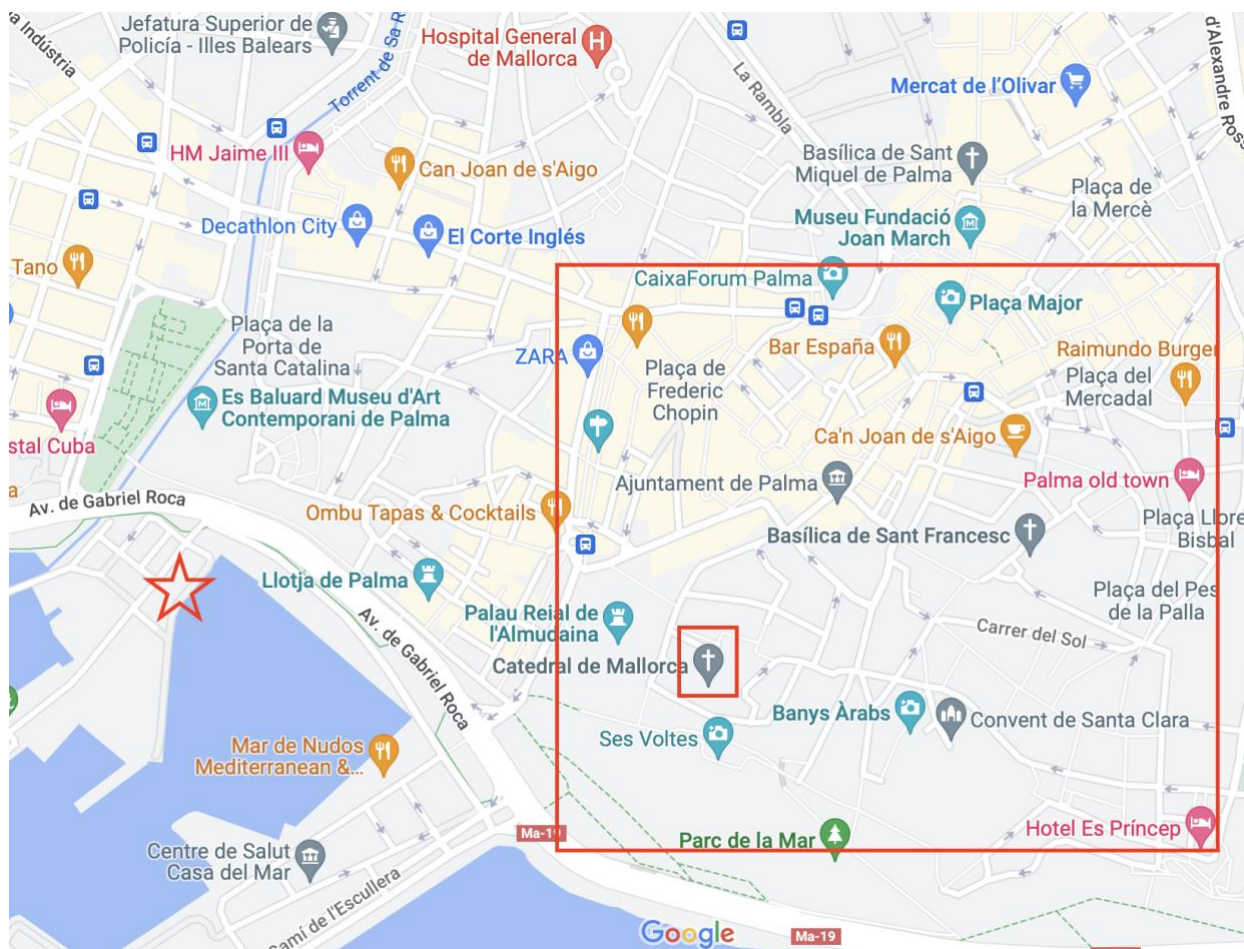 Jefatura Superior de
Policía - Illes Balears
Indústria
Torrent de Sa R
Hospital General
de Mallorca
La Rambla
Mercat de l'Olivar
d'Alexandre Ros
HM Jaime III
Can Joan de s'Aigo
Basílica de Sant
Miquel de Palma
Plaça de
la Mercè
Decathlon City
El Corte Inglés
Museu Fundació
Joan March
Tano
CaixaForum Palma
Plaça Major
Plaça de la
Porta de
Santa Catalina
ZARA
Plaça de
Frederic
Chopin
Bar España
Raimundo Burger
Plaça del
Mercadal
Es Baluard Museu d'Art
Contemporani de Palma
stal Cuba
Ca'n Joan de s'Aigo
Av. de Gabriel Roca
Ombu Tapas & Cocktails
Ajuntament de Palma
Palma old town
Basílica de Sant Francesc
Plaça Llore
Bisbal
Llotja de Palma
Plaça del Pes
de la Palla
Palau Reial de
l'Almudaina
Carrer del Sol
Av. de Gabriel Roca
Catedral de Mallorca
Banys Àrabs
Convent de Santa Clara
Ses Voltes
Mar de Nudos
Mediterranean &...
Ma-19
Parc de la Mar
Hotel Es Príncep
Centre de Salut
Casa del Mar
Camí de l'Escullera
Google
Ma-19